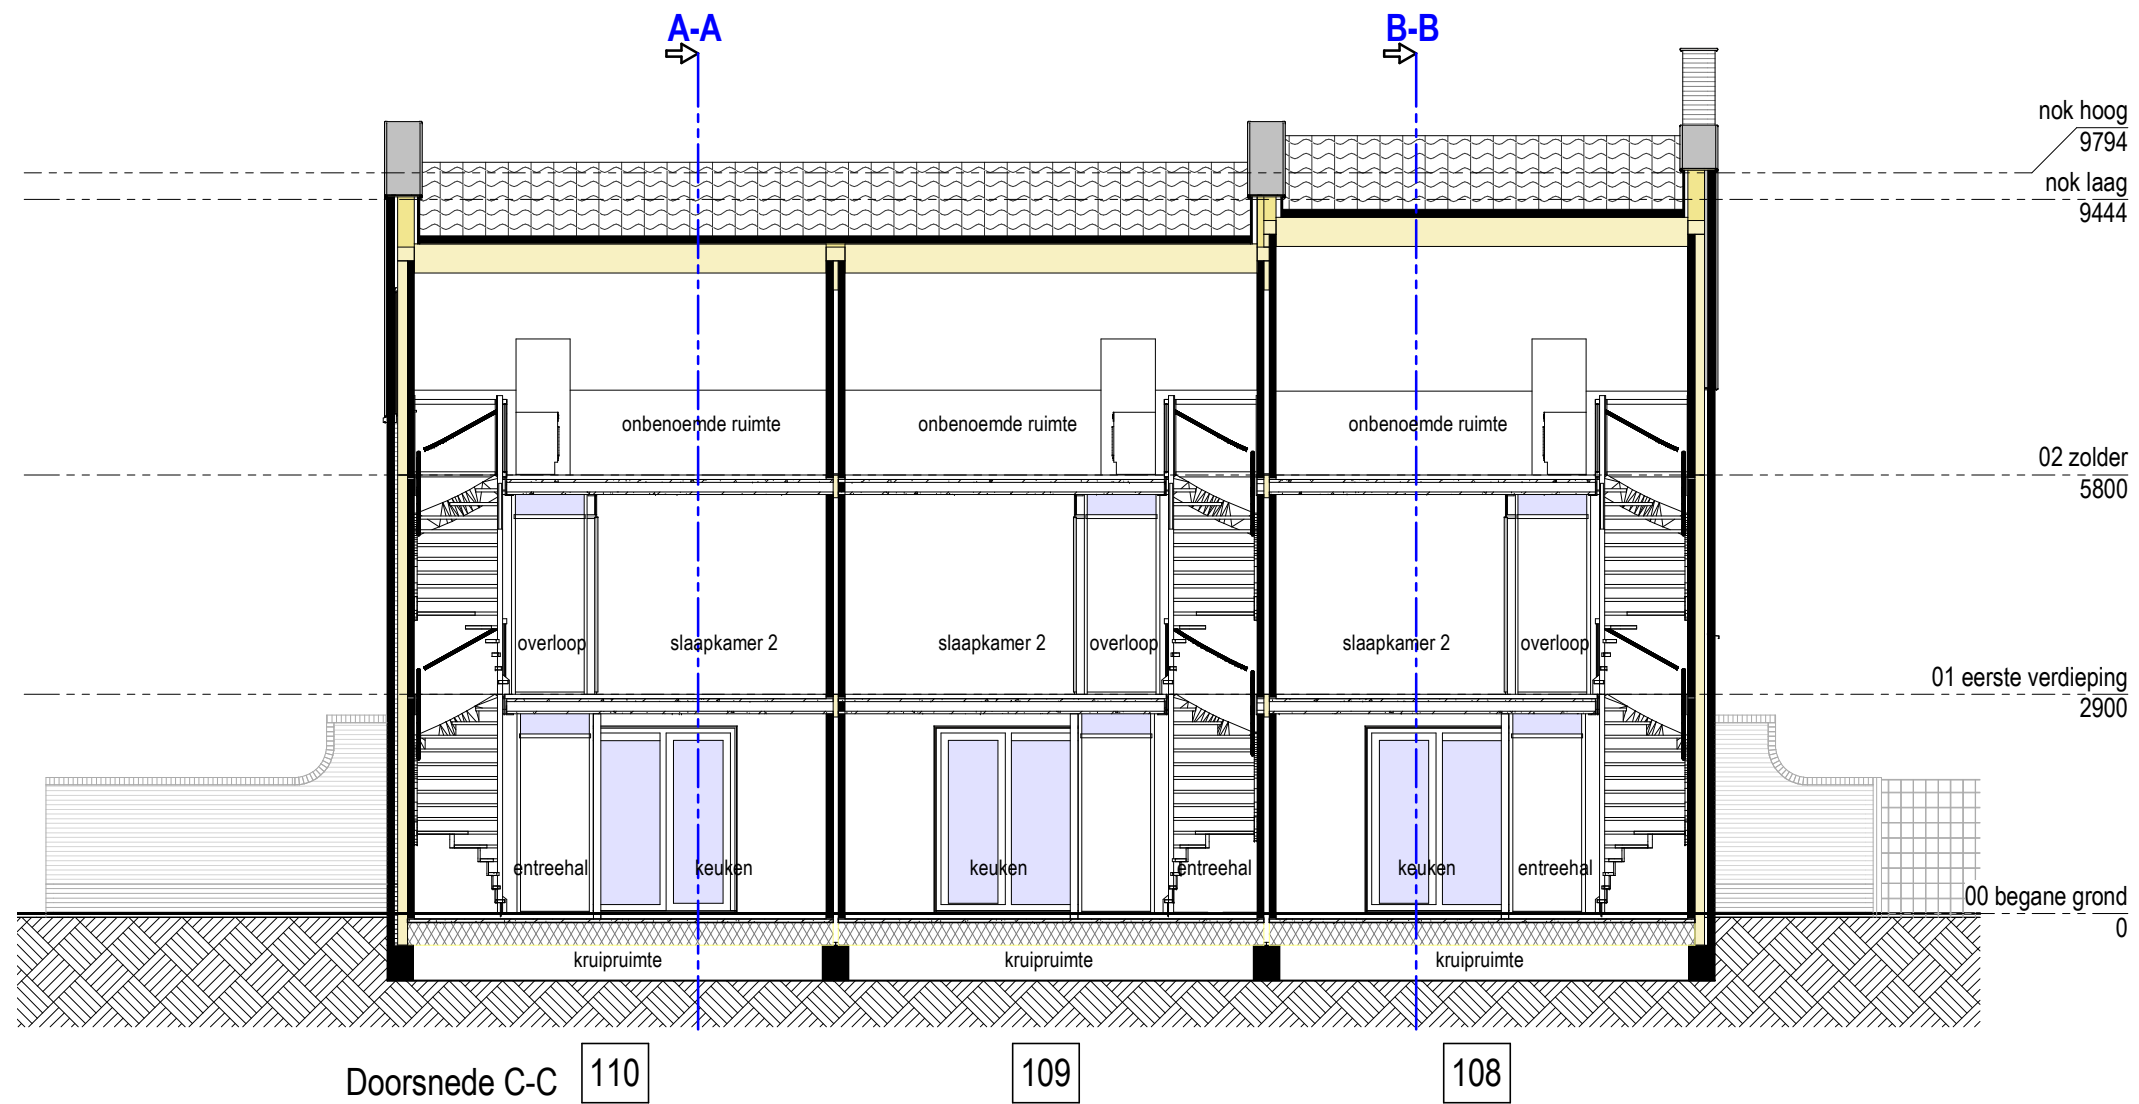 A-A
B-B
nok hoog
9794
nok laag
9444
onbenoemde ruimte
onbenoemde ruimte
onbenoemde ruimte
02 zolder
5800
overloop
slaapkamer 2
slaapkamer 2
overloop
slaapkamer 2
overloop
01 eerste verdieping
2900
entreehal
keuken
keuken
entreehal
keuken
entreehal
00 begane grond
0
kruipruimte
kruipruimte
kruipruimte
Doorsnede C-C
110
109
108